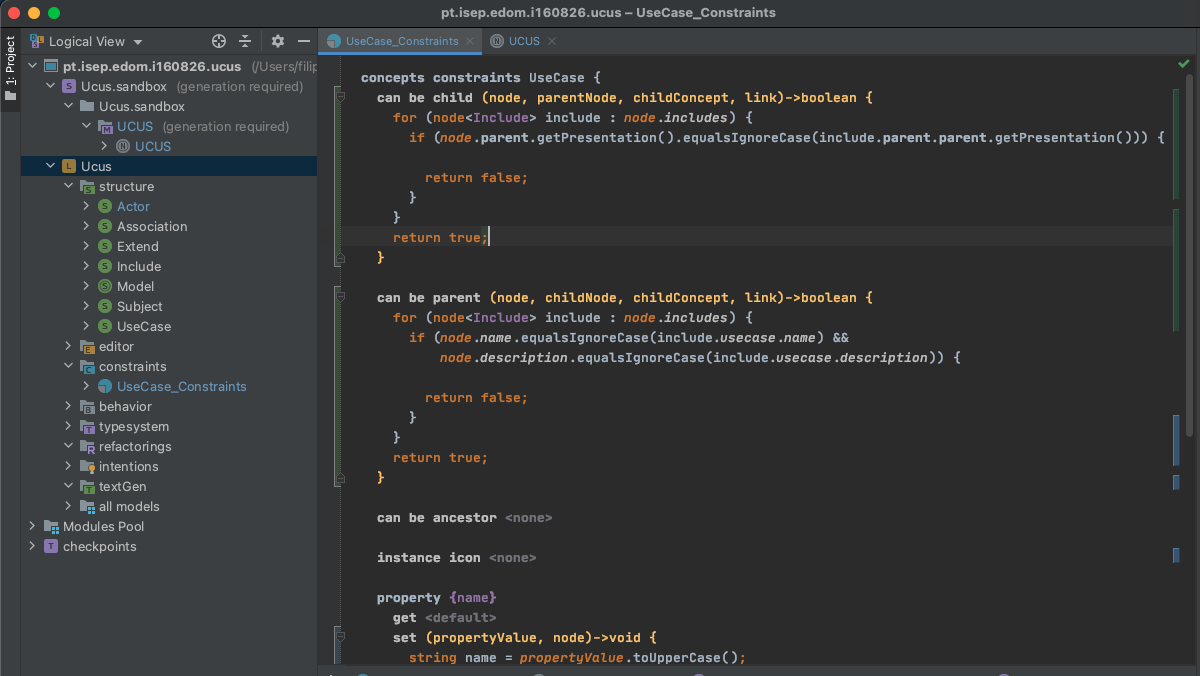 pt.isep.edom.i160826.ucus – UseCase_Constraints
1: Project
Logical View
UseCase_Constraints
UCUS
pt.isep.edom.i160826.ucus (/Users/filip
Ucus.sandbox (generation required)
Ucus.sandbox
UCUS (generation required)
UCUS
Ucus
structure
Actor
Association
Extend
Include
Model
Subject
UseCase
editor
constraints
UseCase_Constraints
behavior
typesystem
refactorings
intentions
textGen
all models
Modules Pool
checkpoints
concepts constraints UseCase {
can be child (node, parentNode, childConcept, link)->boolean {
for (node<Include> include : node.includes) {
if (node.parent.getPresentation().equalsIgnoreCase(include.parent.parent.getPresentation())) {
return false;
}
}
return true;
}
can be parent (node, childNode, childConcept, link)->boolean {
for (node<Include> include : node.includes) {
if (node.name.equalsIgnoreCase(include.usecase.name) &&
node.description.equalsIgnoreCase(include.usecase.description)) {
return false;
}
}
return true;
}
can be ancestor <none>
instance icon <none>
property {name}
get <default>
set (propertyValue, node)->void {
string name = propertyValue.toUpperCase();